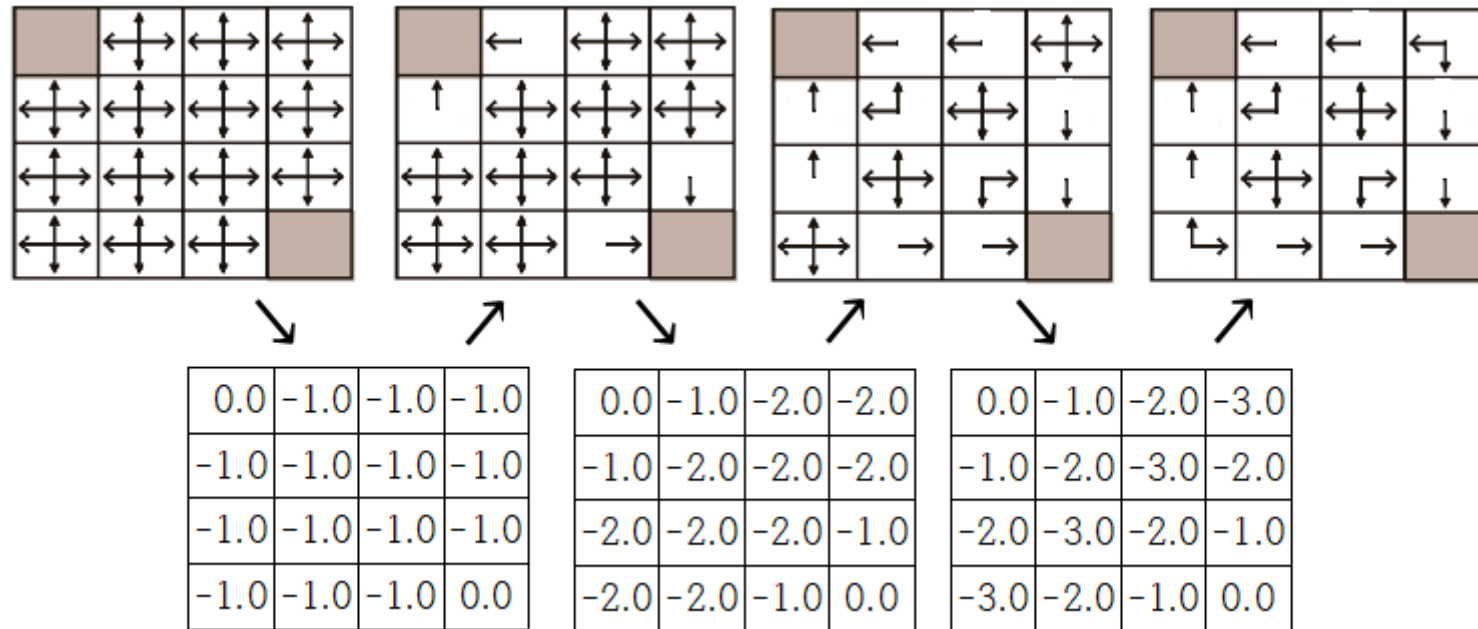 0.0 -1.0 -1.0 -1.0
-1.0 -1.0 -1.0 -1.0
-1.0 -1.0 -1.0 -1.0
-1.0 -1.0 -1.0 0.0
0.0 -1.0 -2.0 -2.0
-1.0 -2.0 -2.0 -2.0
-2.0 -2.0 -2.0 -1.0
-2.0 -2.0 -1.0 0.0
0.0 -1.0 -2.0 -3.0
-1.0 -2.0 -3.0 -2.0
-2.0 -3.0 -2.0 -1.0
-3.0 -2.0 -1.0 0.0